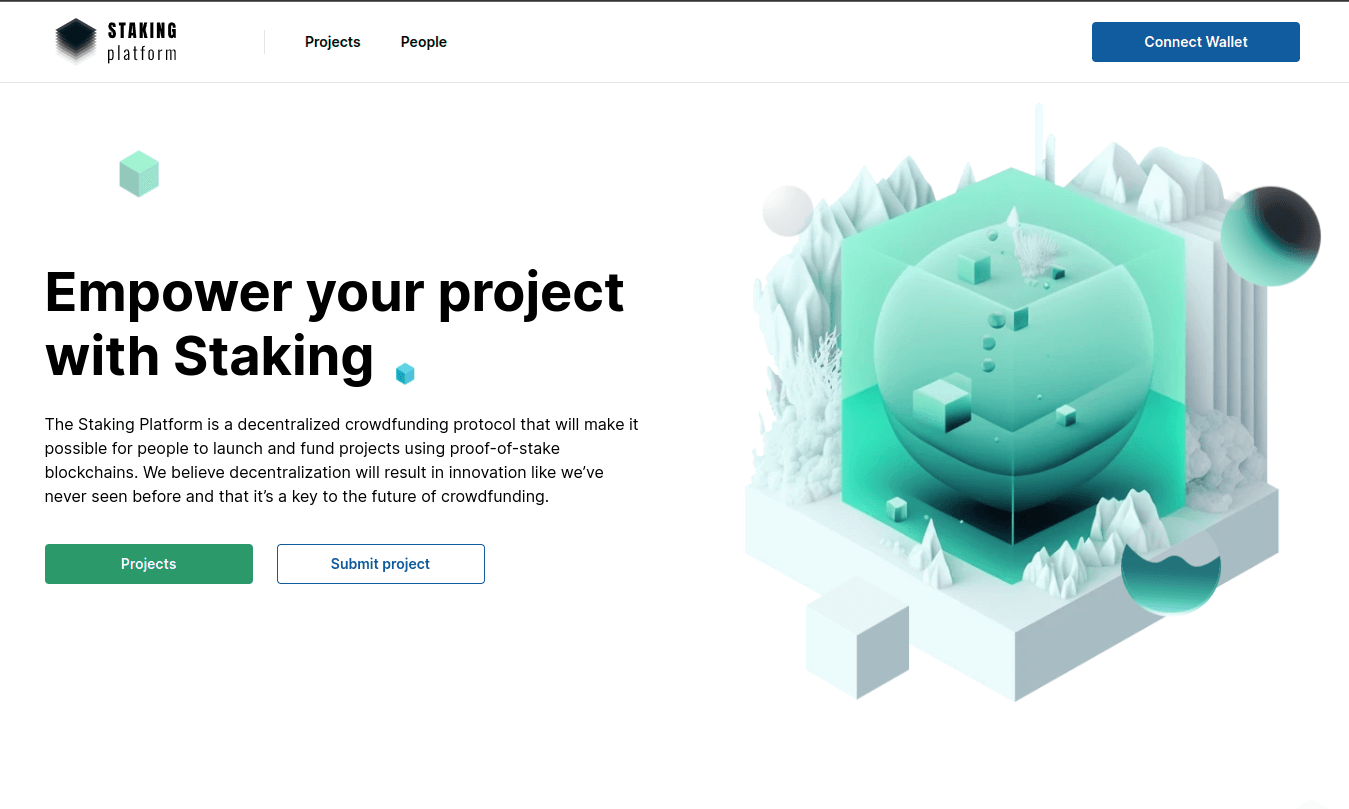 STAKING
platform
Projects
People
Connect Wallet
Empower your project
with Staking
The Staking Platform is a decentralized crowdfunding protocol that will make it
possible for people to launch and fund projects using proof-of-stake
blockchains. We believe decentralization will result in innovation like we’ve
never seen before and that it’s a key to the future of crowdfunding.
Projects
Submit project